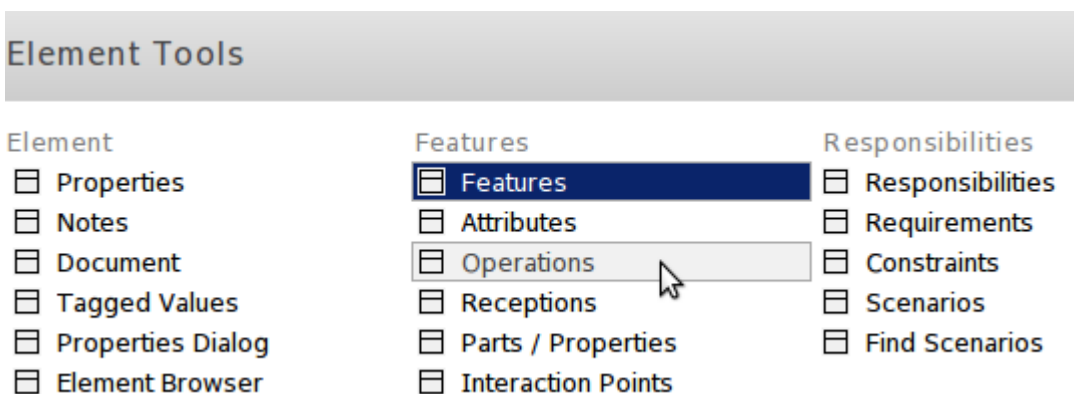 Element Tools
Element
Properties
Notes
Document
Tagged Values
Properties Dialog
Element Browser
Features
Features
Attributes
Operations
Receptions
Parts / Properties
Interaction Points
Responsibilities
Responsibilities
Requirements
Constraints
Scenarios
Find Scenarios